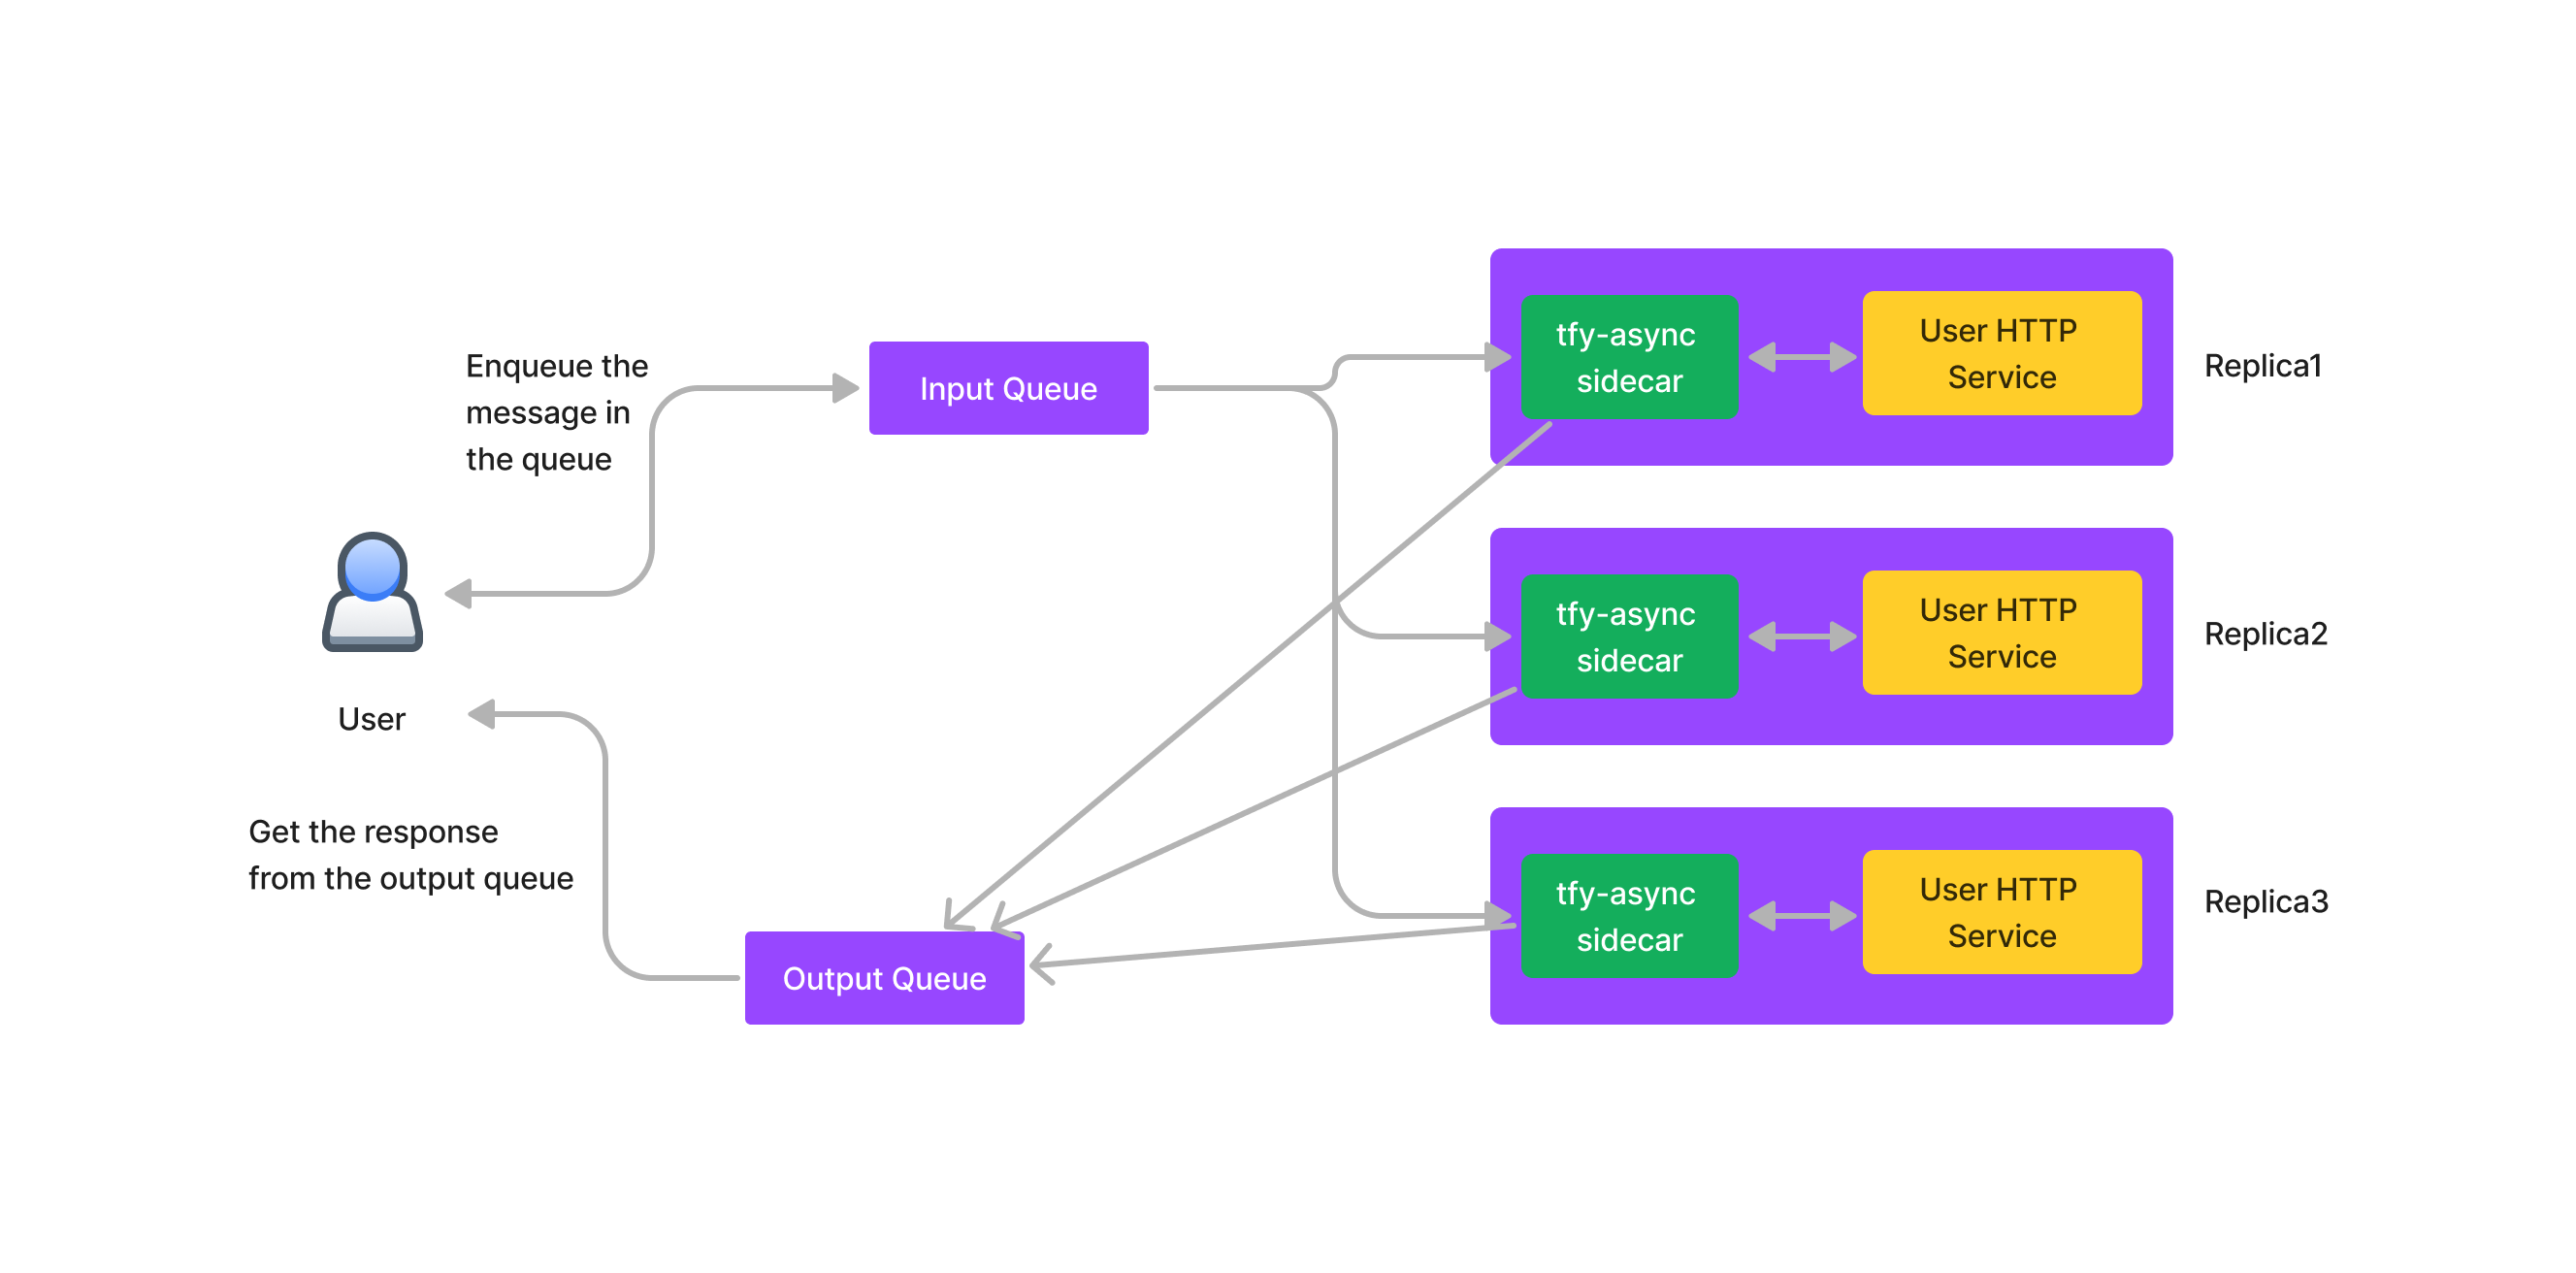 Enqueue the
message in
the queue
Input Queue
User
Get the response
from the output queue
Output Queue
tfy-async
sidecar
User HTTP
Service
Replica1
tfy-async
sidecar
User HTTP
Service
Replica2
tfy-async
sidecar
User HTTP
Service
Replica3